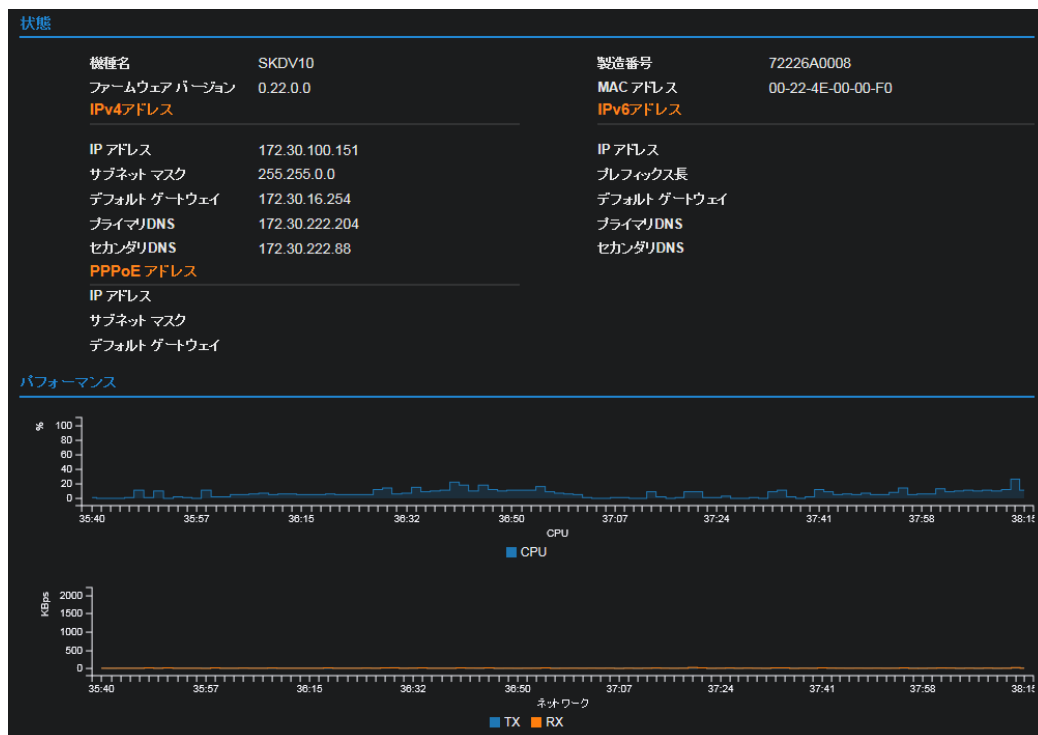 状態
機種名 SKDV10 製造番号 72226A0008
ファームウェア バージョン 0.22.0.0 MAC アドレス 00-22-4E-00-00-F0
IPv4アドレス IPv6アドレス
IP アドレス 172.30.100.151 IP アドレス
サブネット マスク 255.255.0.0 プレフィックス長
デフォルト ゲートウェイ 172.30.16.254 デフォルト ゲートウェイ
プライマリDNS 172.30.222.204 プライマリDNS
セカンダリDNS 172.30.222.88 セカンダリDNS
PPPoE アドレス
IP アドレス
サブネット マスク
デフォルト ゲートウェイ
パフォーマンス
%
100
80
60
40
20
0
35:40 35:57 36:15 36:32 36:50 37:07 37:24 37:41 37:58 38:15
CPU
CPU
KBps
2000
1500
1000
500
0
35:40 35:57 36:15 36:32 36:50 37:07 37:24 37:41 37:58 38:15
ネットワーク
TX RX